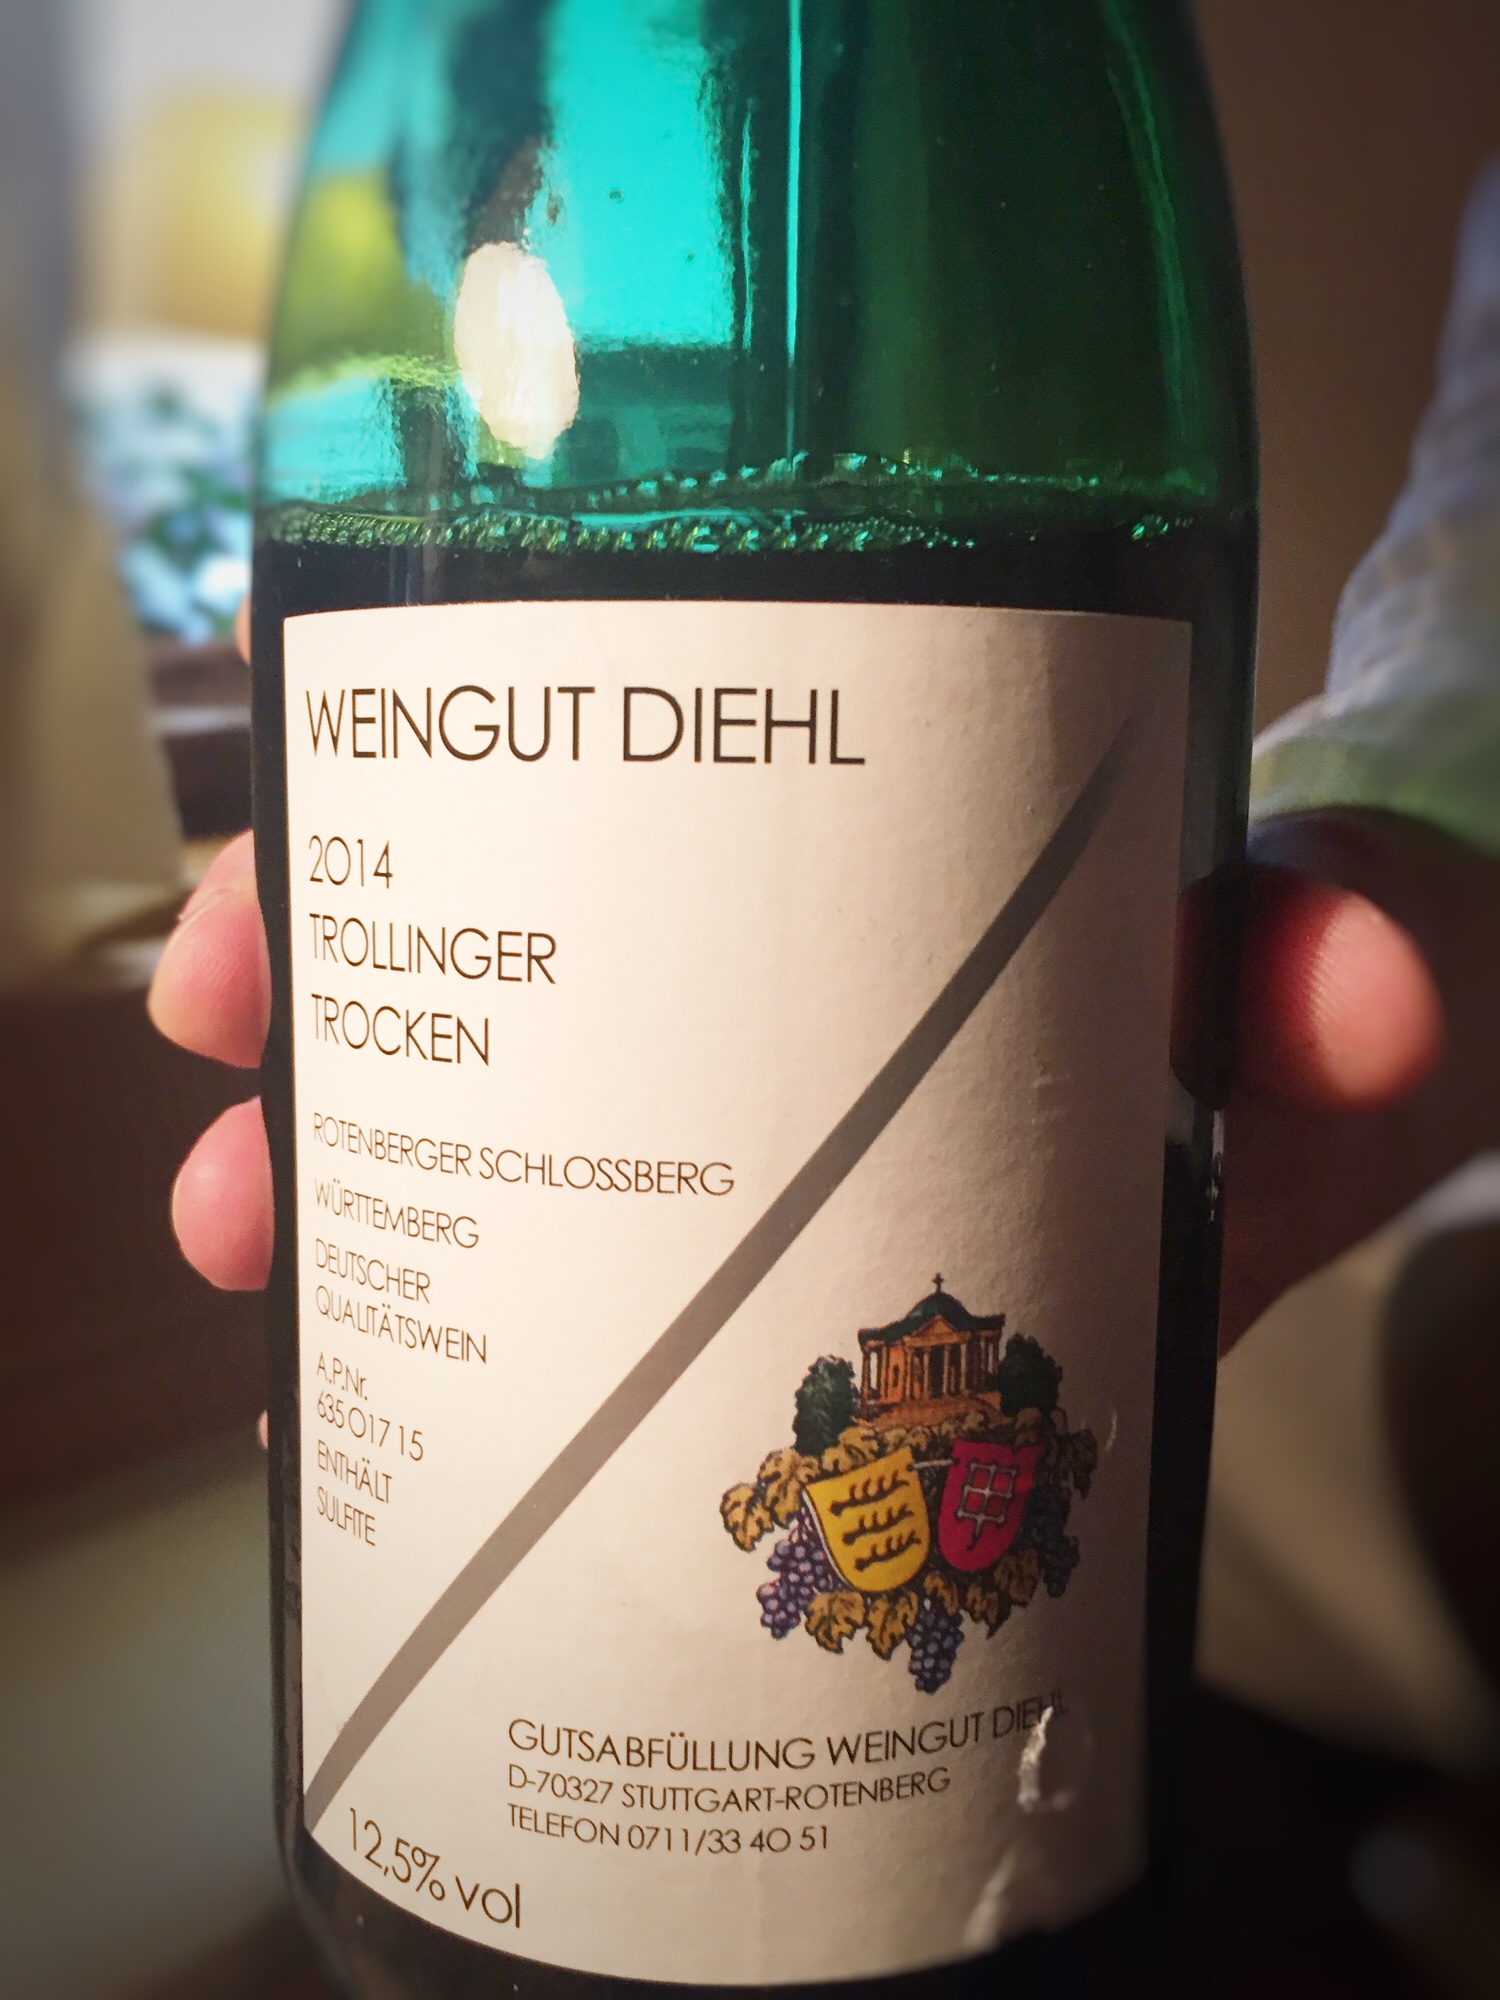 WEINGUT DIEHL
2014
TROLLINGER
TROCKEN
ROTENBERGER SCHLOSSBERG
WÜRTTEMBERG
DEUTSCHER
QUALITÄTSWEIN
A.P.Nr.
635 017 15
ENTHÄLT
SULFITE
GUTSABFÜLLUNG WEINGUT DIEHL
D-70327 STUTTGART-ROTENBERG
TELEFON 0711/33 40 51
12,5% vol